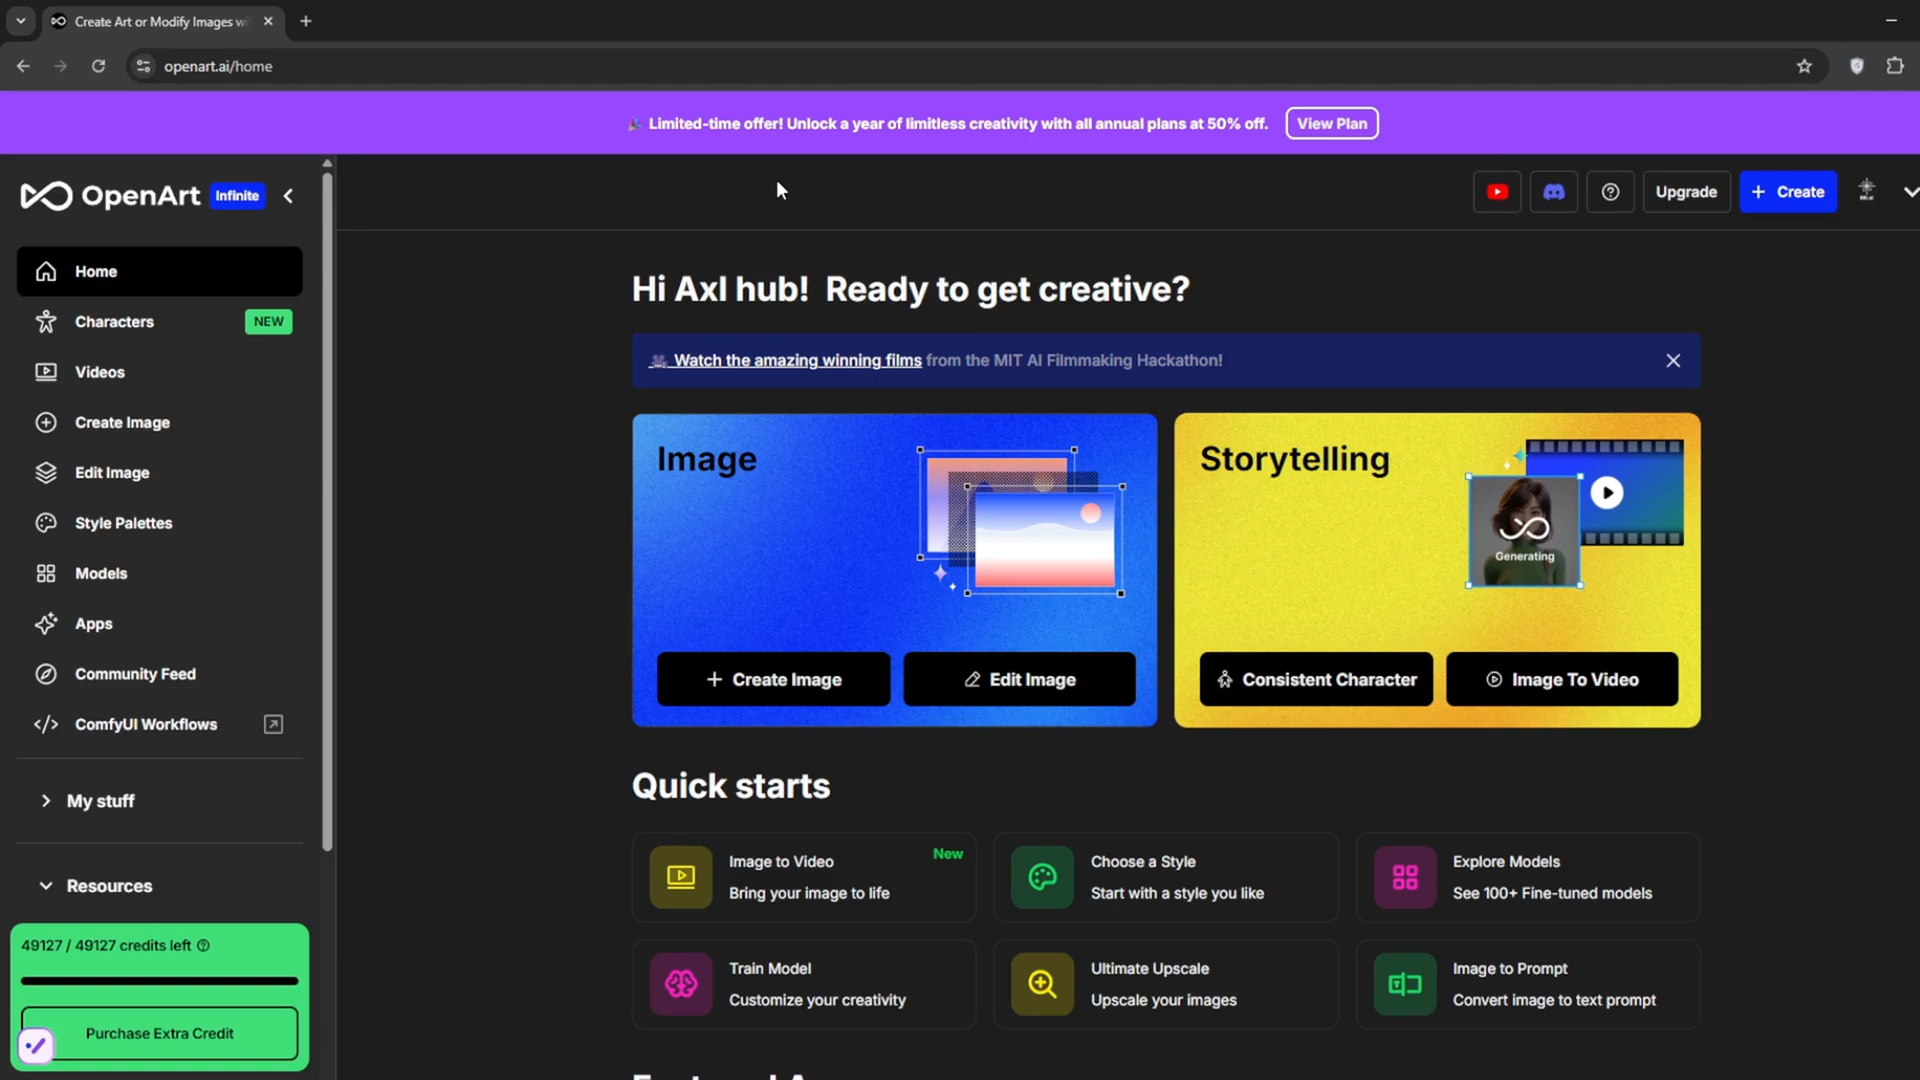 Create Art or Modify Images wi
openart.ai/home
Limited-time offer! Unlock a year of limitless creativity with all annual plans at 50% off.
View Plan
OpenArt
Infinite
Upgrade
+ Create
Home
Characters
NEW
Videos
Create Image
Edit Image
Style Palettes
Models
Apps
Community Feed
</> ComfyUI Workflows
My stuff
Resources
49127 / 49127 credits left
Purchase Extra Credit
Hi Axl hub! Ready to get creative?
Watch the amazing winning films from the MIT AI Filmmaking Hackathon!
Image
+ Create Image
Edit Image
Storytelling
Generating
Consistent Character
Image To Video
Quick starts
Image to Video
New
Bring your image to life
Choose a Style
Start with a style you like
Explore Models
See 100+ Fine-tuned models
Train Model
Customize your creativity
Ultimate Upscale
Upscale your images
Image to Prompt
Convert image to text prompt